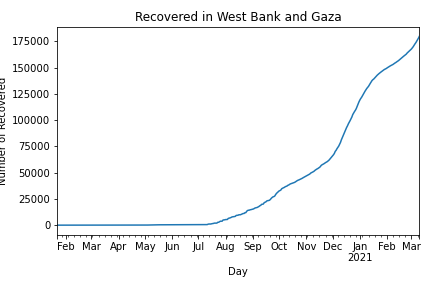 Recovered in West Bank and Gaza
Number of Recovered
175000
150000
125000
100000
75000
50000
25000
0
Feb Mar Apr May Jun Jul Aug Sep Oct Nov Dec Jan Feb Mar
2021
Day